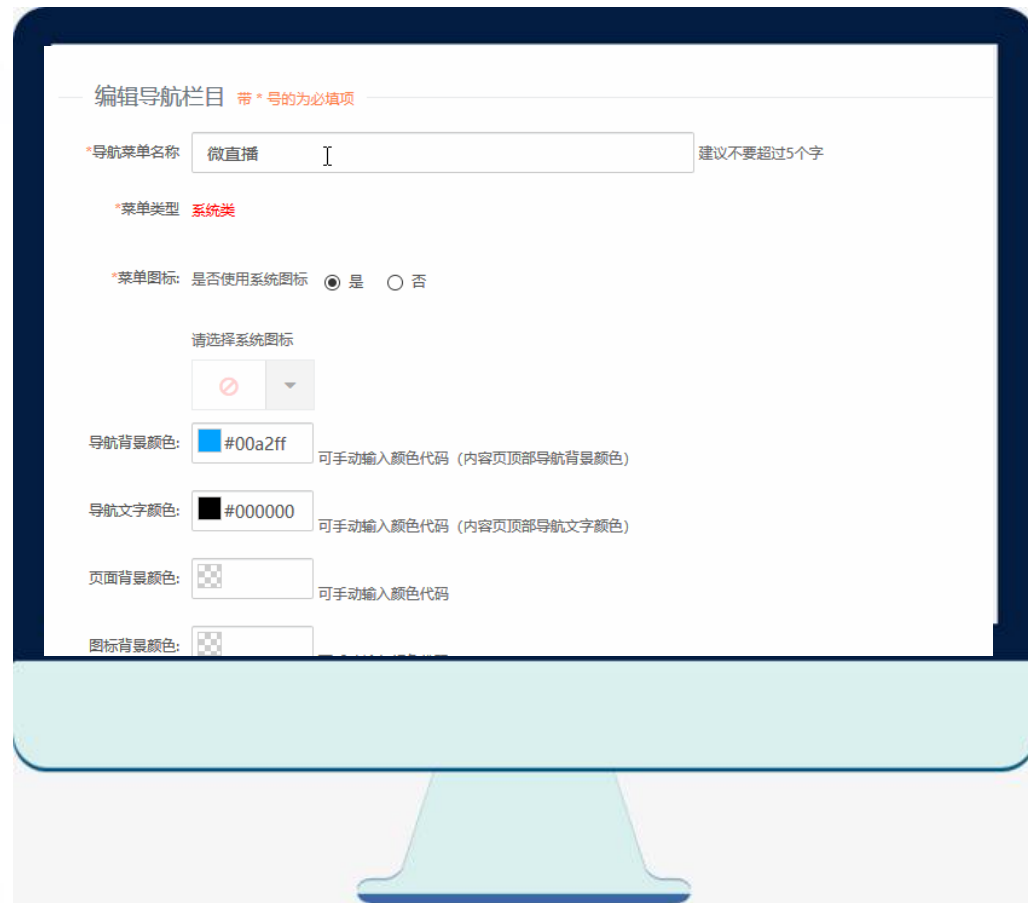 编辑导航栏目 带 * 号的为必填项
*导航菜单名称 微直播 建议不要超过5个字
*菜单类型 系统类
*菜单图标: 是否使用系统图标 是 否
请选择系统图标
导航背景颜色: #00a2ff 可手动输入颜色代码（内容页顶部导航背景颜色）
导航文字颜色: #000000 可手动输入颜色代码（内容页顶部导航文字颜色）
页面背景颜色: 可手动输入颜色代码
图标背景颜色: